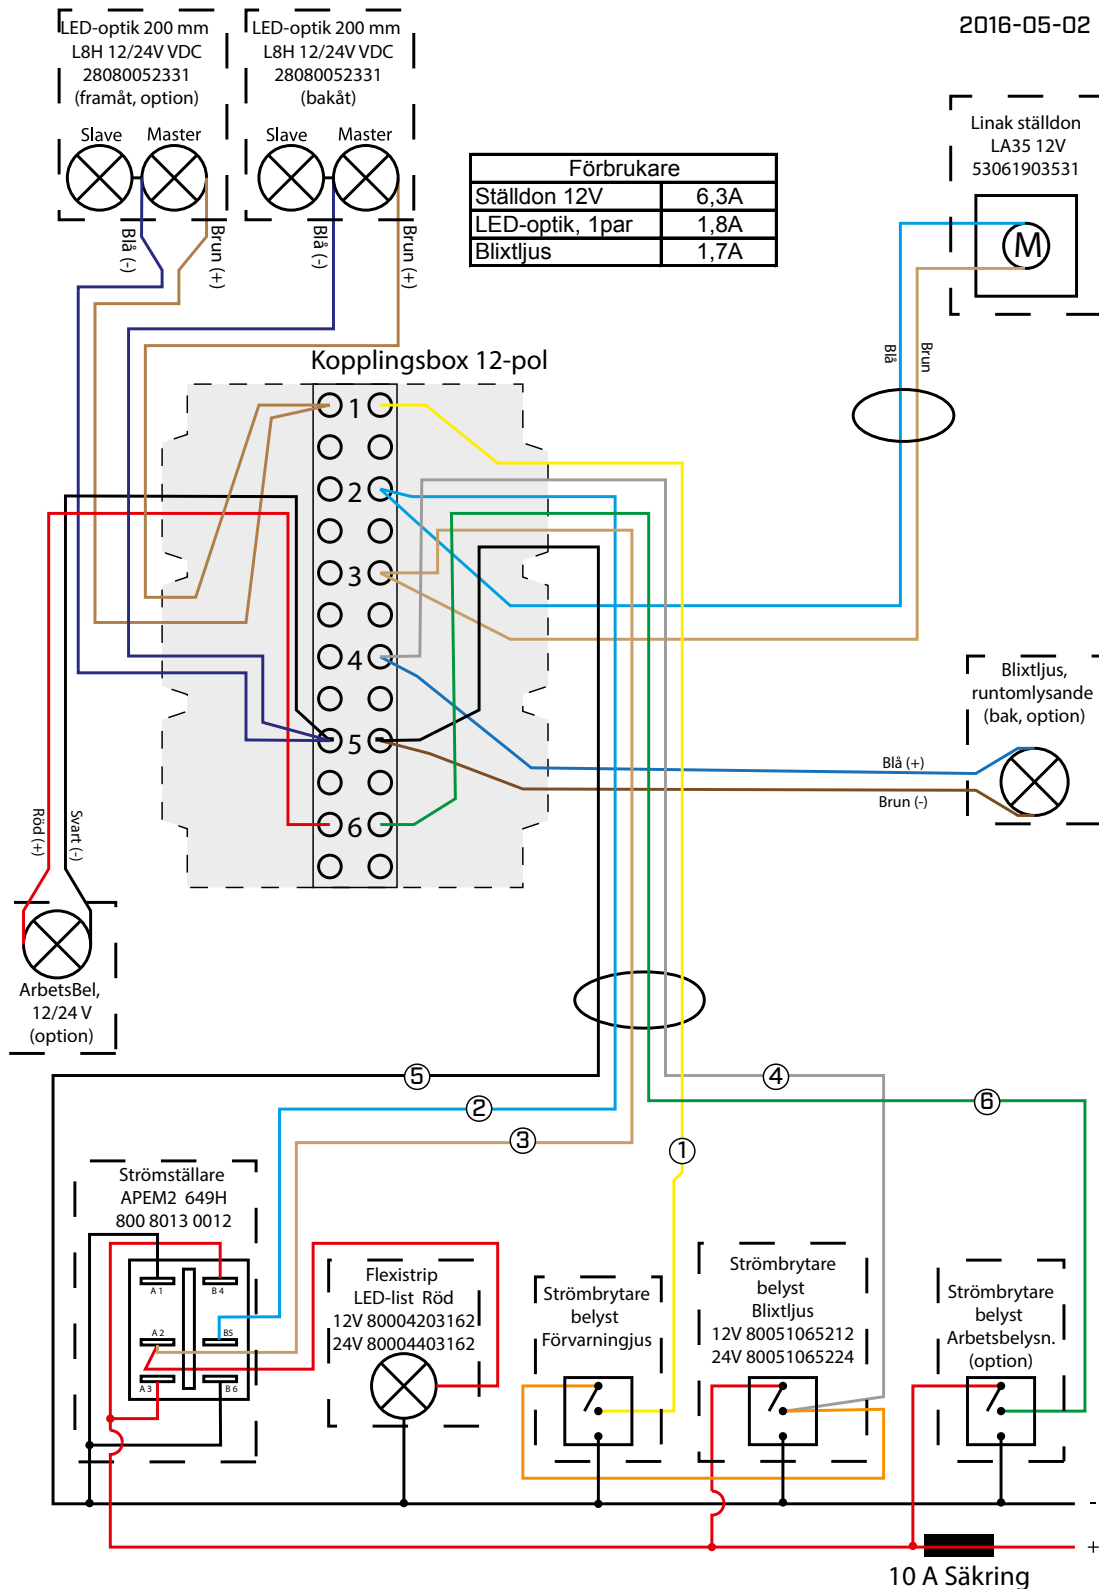 2016-05-02
LED-optik 200 mm
L8H 12/24V VDC
28080052331
(framåt, option)
Slave Master
LED-optik 200 mm
L8H 12/24V VDC
28080052331
(bakåt)
Slave Master
Blå (-)
Brun (+)
Blå (-)
Brun (+)
Förbrukare
Ställdon 12V 6,3A
LED-optik, 1par 1,8A
Blixtljus 1,7A
Linak ställdon
LA35 12V
53061903531
M
Blå
Brun
Kopplingsbox 12-pol
1
2
3
4
5
6
Blixtljus,
runtomlysande
(bak, option)
Blå (+)
Brun (-)
Röd (+)
Svart (-)
ArbetsBel,
12/24 V
(option)
5
2
3
1
4
6
Strömställare
APEM2 649H
800 8013 0012
A 1
B 4
A 2
B5
A 3
B 6
Flexistrip
LED-list Röd
12V 80004203162
24V 80004403162
Strömbrytare
belyst
Förvarningjus
Strömbrytare
belyst
Blixtljus
12V 80051065212
24V 80051065224
Strömbrytare
belyst
Arbetsbelysn.
(option)
-
+
10 A Säkring